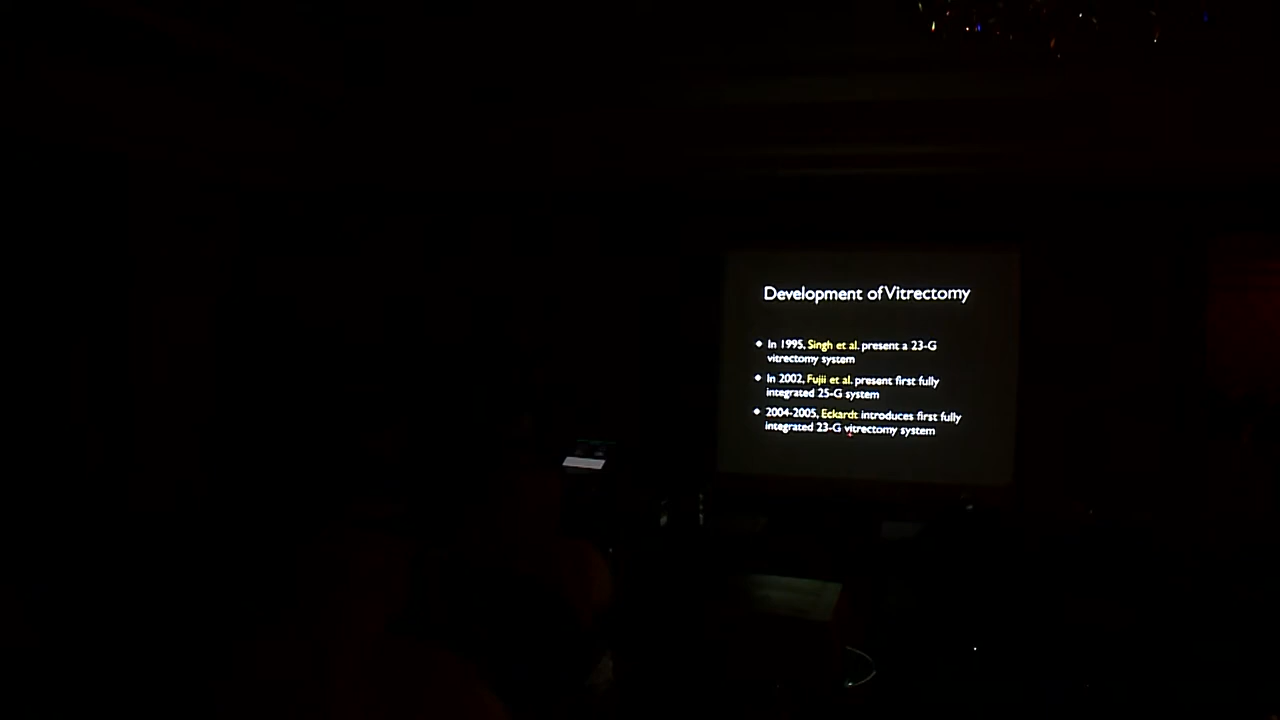 Development of Vitrectomy
In 1995, Singh et al. present a 23-G
vitrectomy system
In 2002, Fujii et al. present first fully
integrated 25-G system
2004-2005, Eckardt introduces first fully
integrated 23-G vitrectomy system